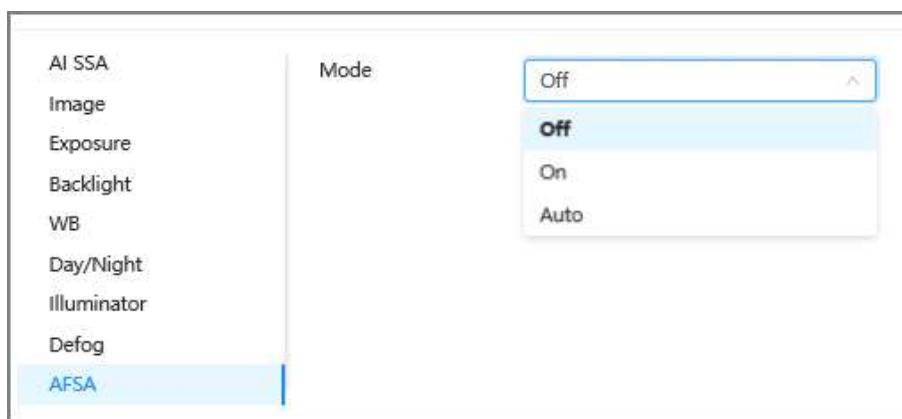 AI SSA
Image
Exposure
Backlight
WB
Day/Night
Illuminator
Defog
AFSA
Mode
Off
Off
On
Auto